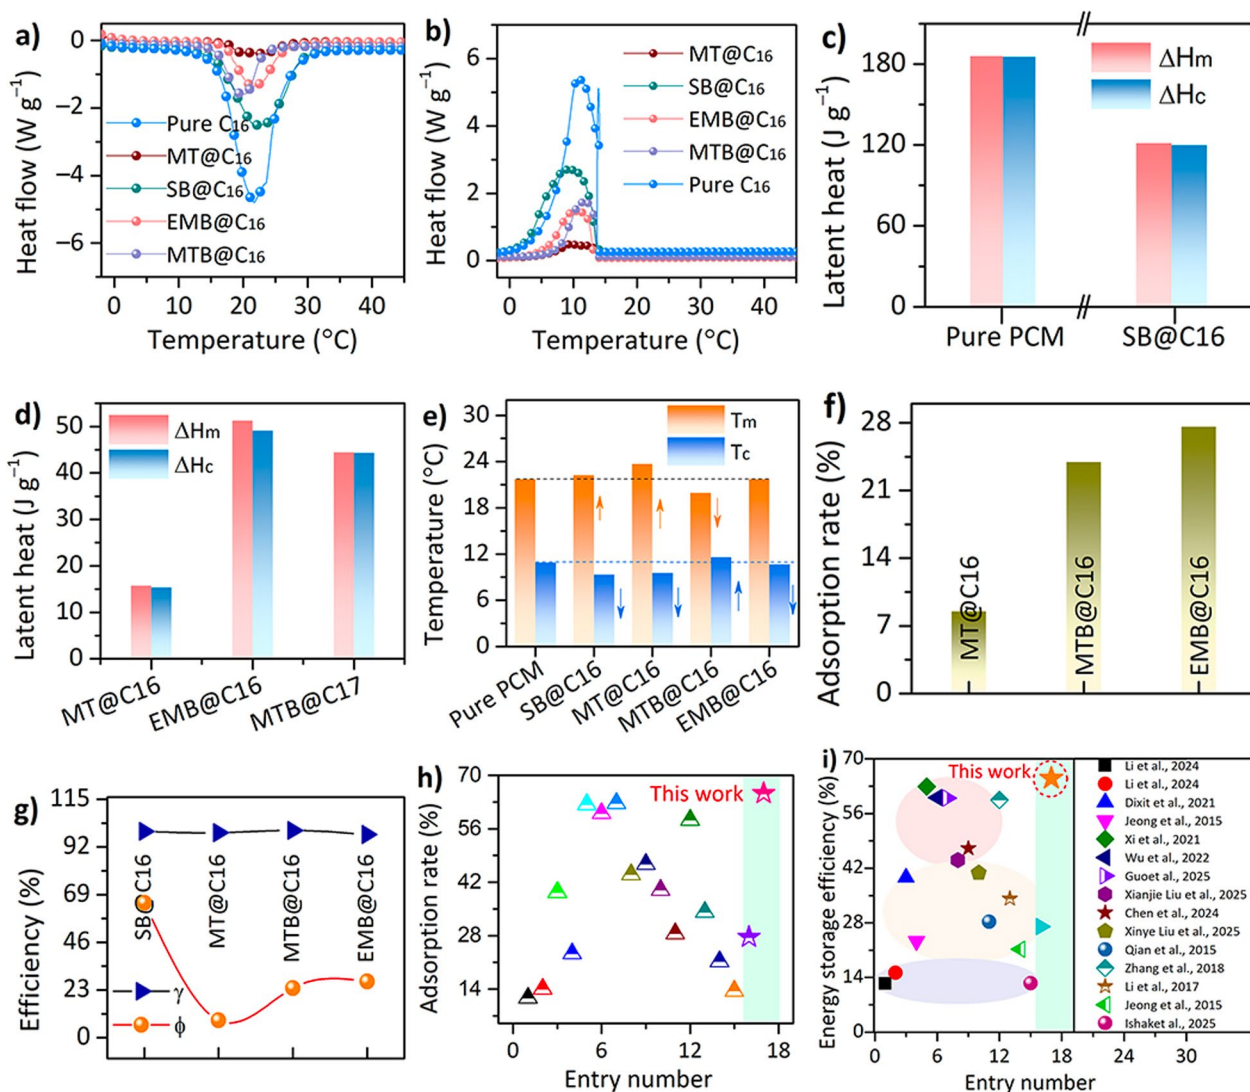 a)
Heat flow (W g⁻¹)
0
−2
−4
−6
Pure C16
MT@C16
SB@C16
EMB@C16
MTB@C16
0 10 20 30 40
Temperature (°C)
b)
Heat flow (W g⁻¹)
6
4
2
0
MT@C16
SB@C16
EMB@C16
MTB@C16
Pure C16
0 10 20 30 40
Temperature (°C)
c)
Latent heat (J g⁻¹)
180
120
60
0
ΔHm
ΔHc
Pure PCM SB@C16
d)
Latent heat (J g⁻¹)
50
40
30
20
10
0
ΔHm
ΔHc
MT@C16 EMB@C16 MTB@C17
e)
Temperature (°C)
30
24
18
12
6
0
Tm
Tc
Pure PCM SB@C16 MT@C16 MTB@C16 EMB@C16
f)
Adsorption rate (%)
28
21
14
7
0
MT@C16
MTB@C16
EMB@C16
g)
Efficiency (%)
115
92
69
46
23
0
SB@C16
MT@C16
MTB@C16
EMB@C16
γ
ϕ
h)
Adsorption rate (%)
70
56
42
28
14
This work
0 6 12 18
Entry number
i)
Energy storage efficiency (%)
70
56
42
28
14
0
This work
0 6 12 18 24 30
Entry number
Li et al., 2024
Li et al., 2024
Dixit et al., 2021
Jeong et al., 2015
Xi et al., 2021
Wu et al., 2022
Guoet al., 2025
Xianjie Liu et al., 2025
Chen et al., 2024
Xinye Liu et al., 2025
Qian et al., 2015
Zhang et al., 2018
Li et al., 2017
Jeong et al., 2015
Ishaket al., 2025